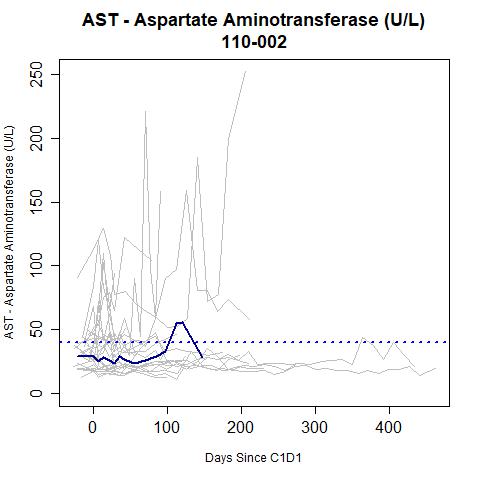 AST - Aspartate Aminotransferase (U/L)
110-002
AST - Aspartate Aminotransferase (U/L)
250
200
150
100
50
0
0 100 200 300 400
Days Since C1D1